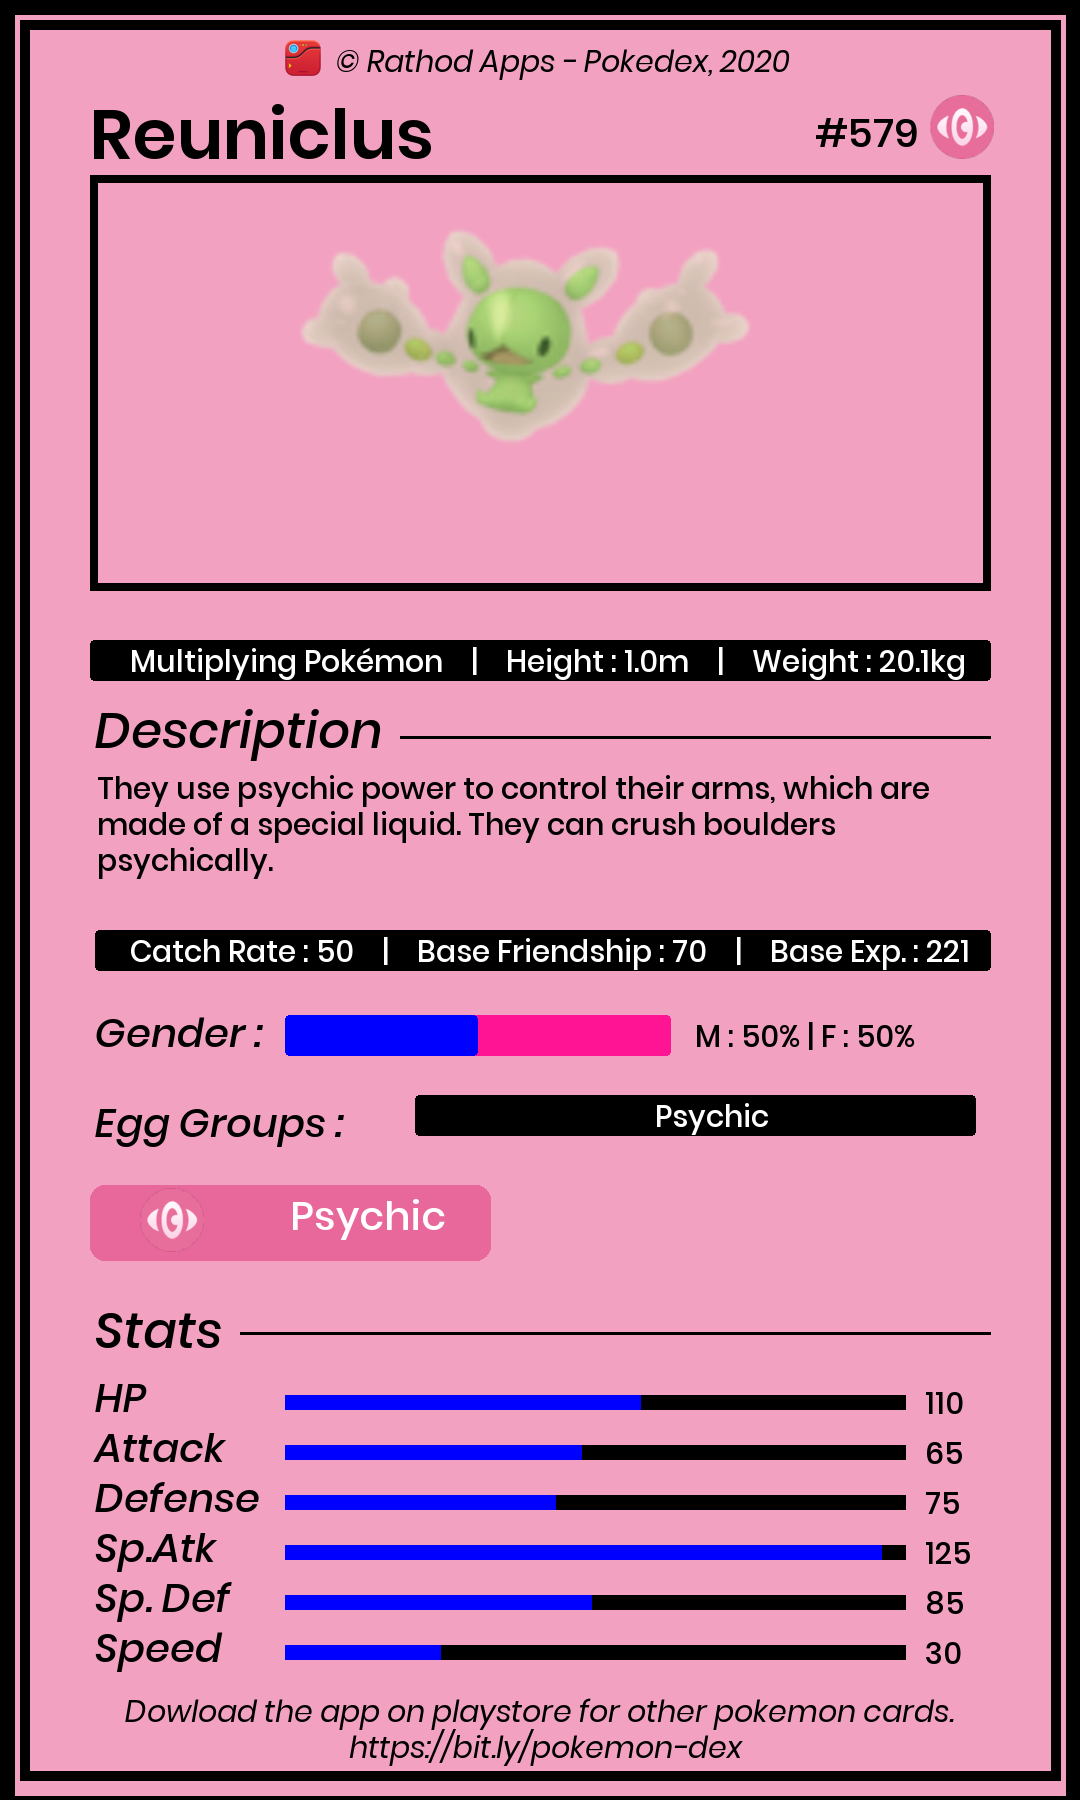 © Rathod Apps - Pokedex, 2020
Reuniclus #579
Multiplying Pokémon | Height : 1.0m | Weight : 20.1kg
Description
They use psychic power to control their arms, which are
made of a special liquid. They can crush boulders
psychically.
Catch Rate : 50 | Base Friendship : 70 | Base Exp. : 221
Gender : M : 50% | F : 50%
Egg Groups : Psychic
Psychic
Stats
HP 110
Attack 65
Defense 75
Sp.Atk 125
Sp. Def 85
Speed 30
Dowload the app on playstore for other pokemon cards.
https://bit.ly/pokemon-dex